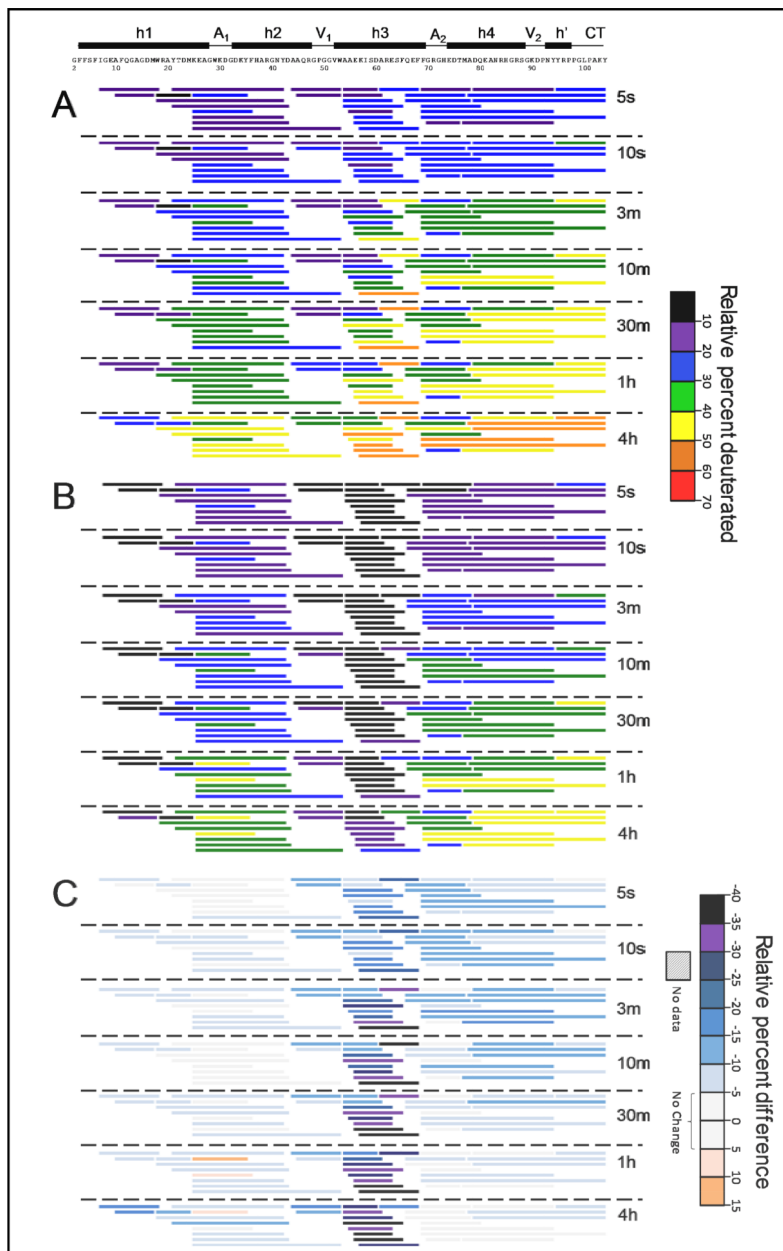 h1 A1 h2 V1 h3 A2 h4 V2 h' CT
GFFSFIGEAFQGAGDMWRAYTDMKEAGWKDGDKYFHARGNYDAAQRGPGGVWAAEKISDARESFQEFFGRGHEDTMADQEANRHGRSGKDPNYYRPPGLPAKY
2 10 20 30 40 50 60 70 80 90 100
A
5s
10s
3m
10m
30m
1h
4h
Relative percent deuterated
10
20
30
40
50
60
70
B
5s
10s
3m
10m
30m
1h
4h
C
5s
10s
3m
10m
30m
1h
4h
No data
No Change
-40
-35
-30
-25
-20
-15
-10
-5
0
5
10
15
Relative percent difference